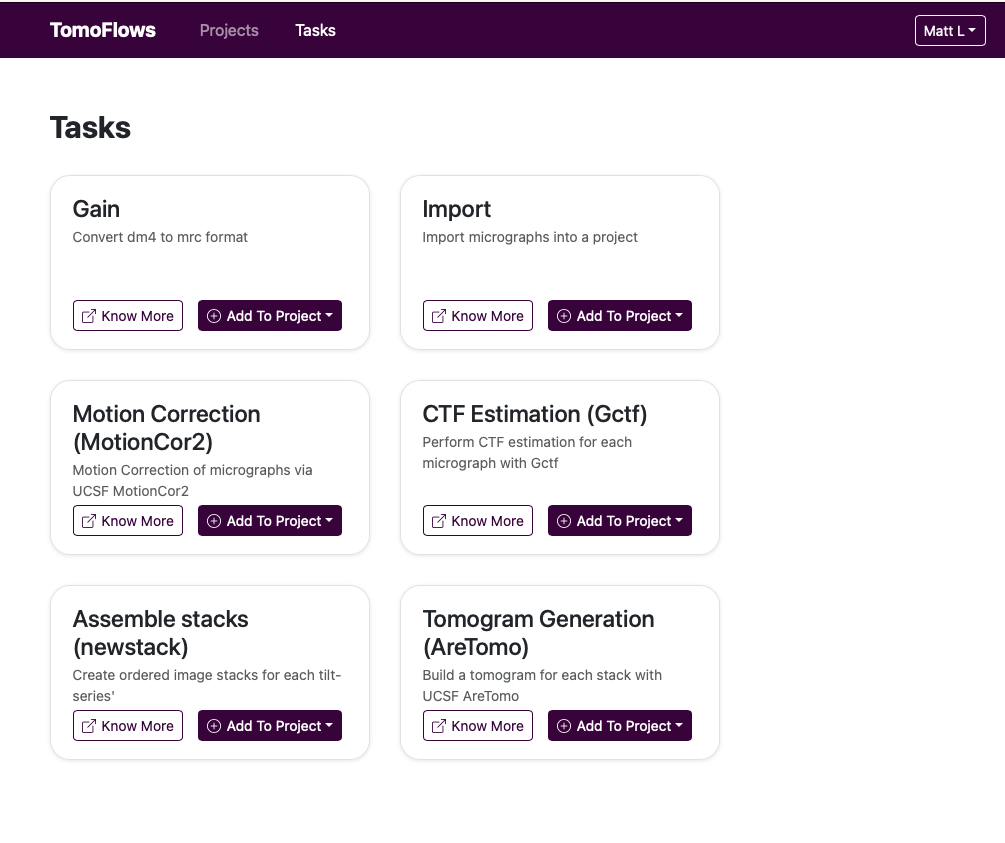 TomoFlows Projects Tasks Matt L
Tasks
Gain
Convert dm4 to mrc format
Know More Add To Project
Import
Import micrographs into a project
Know More Add To Project
Motion Correction
(MotionCor2)
Motion Correction of micrographs via
UCSF MotionCor2
Know More Add To Project
CTF Estimation (Gctf)
Perform CTF estimation for each
micrograph with Gctf
Know More Add To Project
Assemble stacks
(newstack)
Create ordered image stacks for each tilt-
series'
Know More Add To Project
Tomogram Generation
(AreTomo)
Build a tomogram for each stack with
UCSF AreTomo
Know More Add To Project